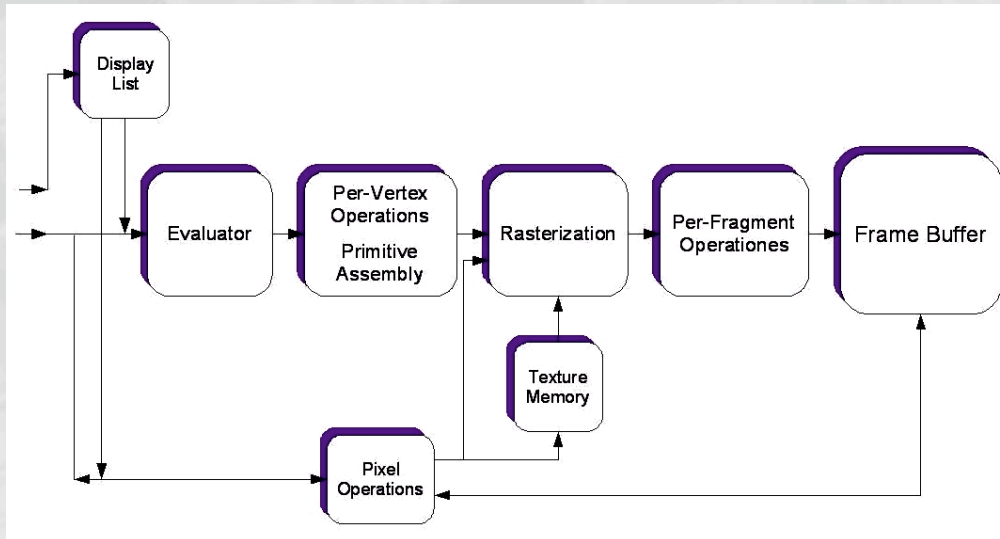 Display
List
Evaluator
Per-Vertex
Operations
Primitive
Assembly
Rasterization
Per-Fragment
Operationes
Frame Buffer
Texture
Memory
Pixel
Operations